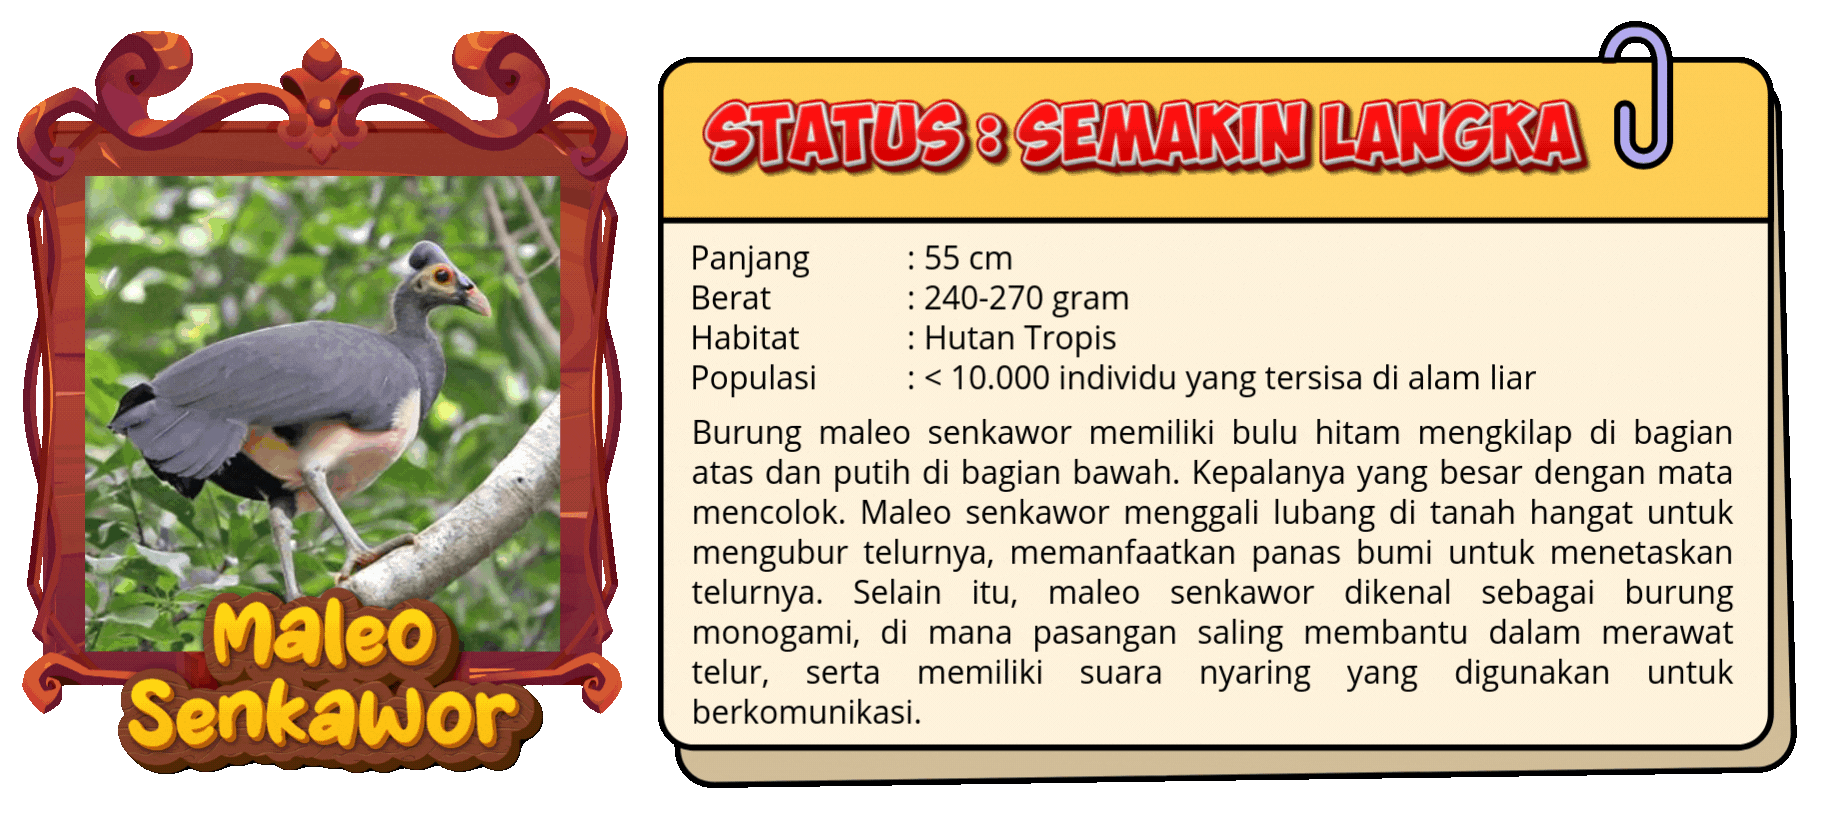 STATUS : SEMAKIN LANGKA
Panjang : 55 cm
Berat : 240-270 gram
Habitat : Hutan Tropis
Populasi : < 10.000 individu yang tersisa di alam liar
Burung maleo senkawor memiliki bulu hitam mengkilap di bagian
atas dan putih di bagian bawah. Kepalanya yang besar dengan mata
mencolok. Maleo senkawor menggali lubang di tanah hangat untuk
mengubur telurnya, memanfaatkan panas bumi untuk menetaskan
telurnya. Selain itu, maleo senkawor dikenal sebagai burung
monogami, di mana pasangan saling membantu dalam merawat
telur, serta memiliki suara nyaring yang digunakan untuk
berkomunikasi.
Maleo
Senkawor